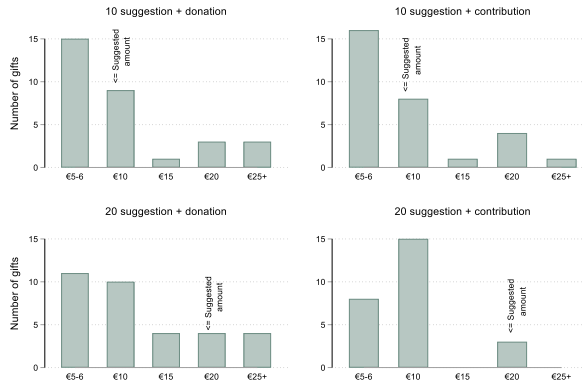 10 suggestion + donation
10 suggestion + contribution
Number of gifts
15
10
5
0
<= Suggested
amount
€5-6 €10 €15 €20 €25+
15
10
5
0
<= Suggested
amount
€5-6 €10 €15 €20 €25+
20 suggestion + donation
20 suggestion + contribution
Number of gifts
15
10
5
0
<= Suggested
amount
€5-6 €10 €15 €20 €25+
15
10
5
0
<= Suggested
amount
€5-6 €10 €15 €20 €25+